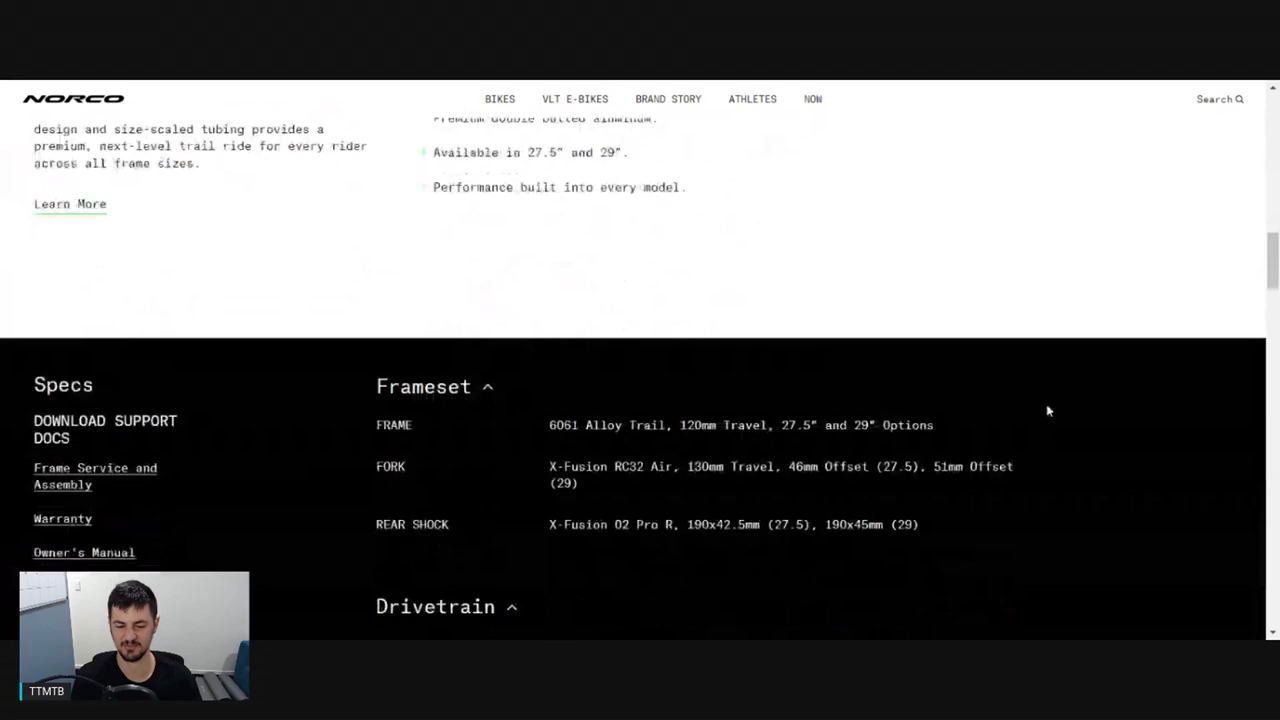 NORCO
BIKES
VLT E-BIKES
BRAND STORY
ATHLETES
NOW
Search
design and size-scaled tubing provides a
premium, next-level trail ride for every rider
across all frame sizes.
Learn More
Premium double butted aluminum.
Available in 27.5" and 29".
Performance built into every model.
Specs
DOWNLOAD SUPPORT
DOCS
Frame Service and
Assembly
Warranty
Owner's Manual
Frameset
FRAME
6061 Alloy Trail, 120mm Travel, 27.5" and 29" Options
FORK
X-Fusion RC32 Air, 130mm Travel, 46mm Offset (27.5), 51mm Offset
(29)
REAR SHOCK
X-Fusion O2 Pro R, 190x42.5mm (27.5), 190x45mm (29)
Drivetrain
TTMTB